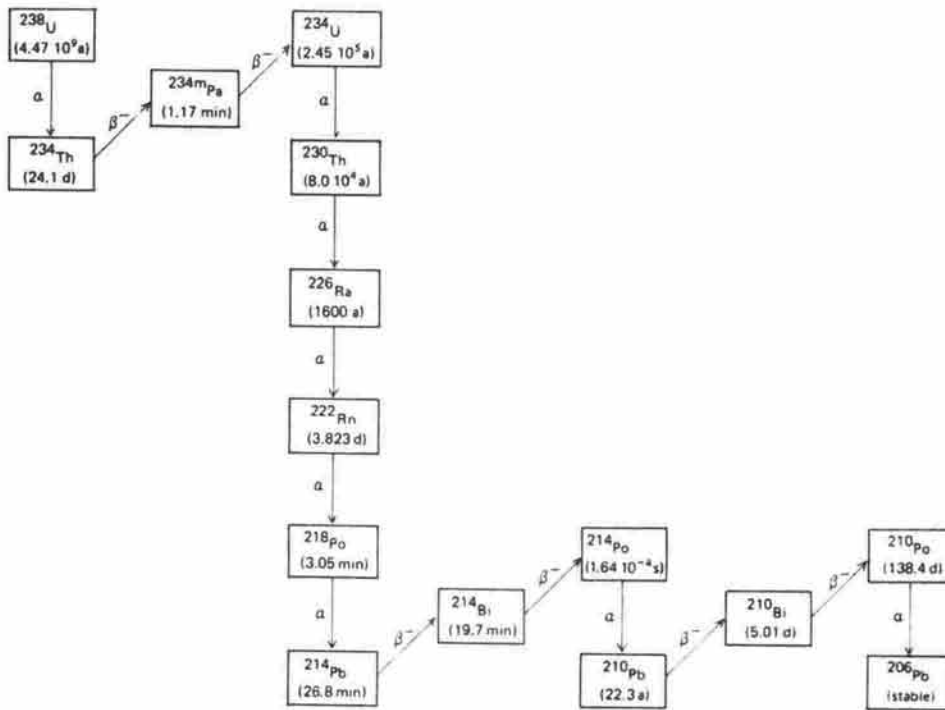 ²³⁸U
(4.47 10⁹a)
α
²³⁴Th
(24.1 d)
β⁻
²³⁴ᵐPa
(1.17 min)
β⁻
²³⁴U
(2.45 10⁵a)
α
²³⁰Th
(8.0 10⁴a)
α
²²⁶Ra
(1600 a)
α
²²²Rn
(3.823 d)
α
²¹⁸Po
(3.05 min)
α
²¹⁴Pb
(26.8 min)
β⁻
²¹⁴Bi
(19.7 min)
β⁻
²¹⁴Po
(1.64 10⁻⁴s)
α
²¹⁰Pb
(22.3 a)
β⁻
²¹⁰Bi
(5.01 d)
β⁻
²¹⁰Po
(138.4 d)
α
²⁰⁶Pb
(stable)